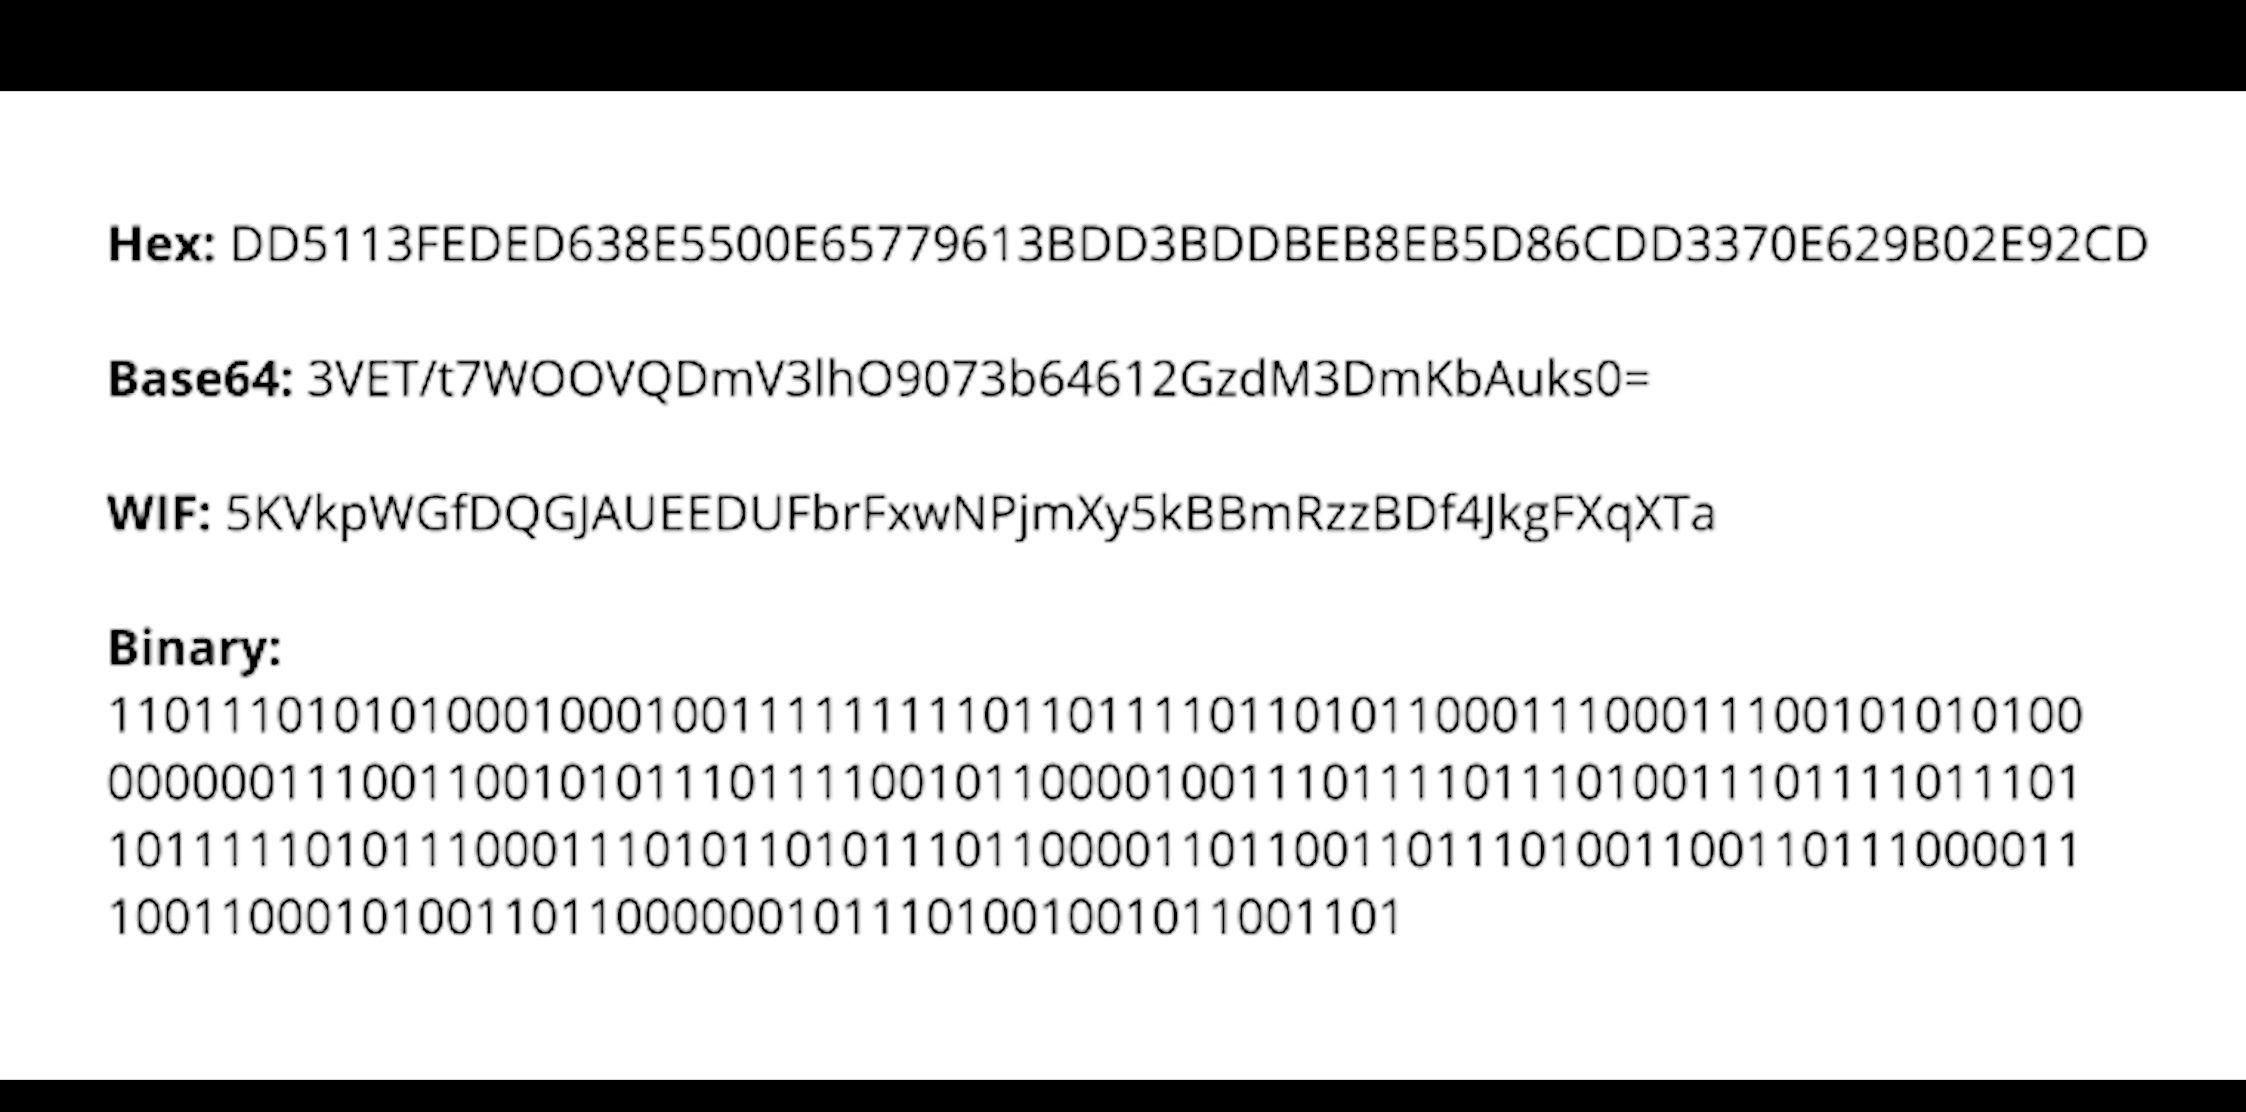 Hex: DD5113FEDED638E5500E65779613BDD3BDDBEB8EB5D86CDD3370E629B02E92CD
Base64: 3VET/t7WOOVQDmV3lhO9073b64612GzdM3DmKbAuks0=
WIF: 5KVkpWGfDQGJAUEEDUFbrFxwNPjmXy5kBBmRzzBDf4JkgFXqXTa
Binary:
1101110101010001000100111111111011011110110101100011100011100101010100
0000001110011001010111011110010110000100111011110111010011101111011101
1011111010111000111010110101110110000110110011011101001100110111000011
1001100010100110110000001011101001001011001101